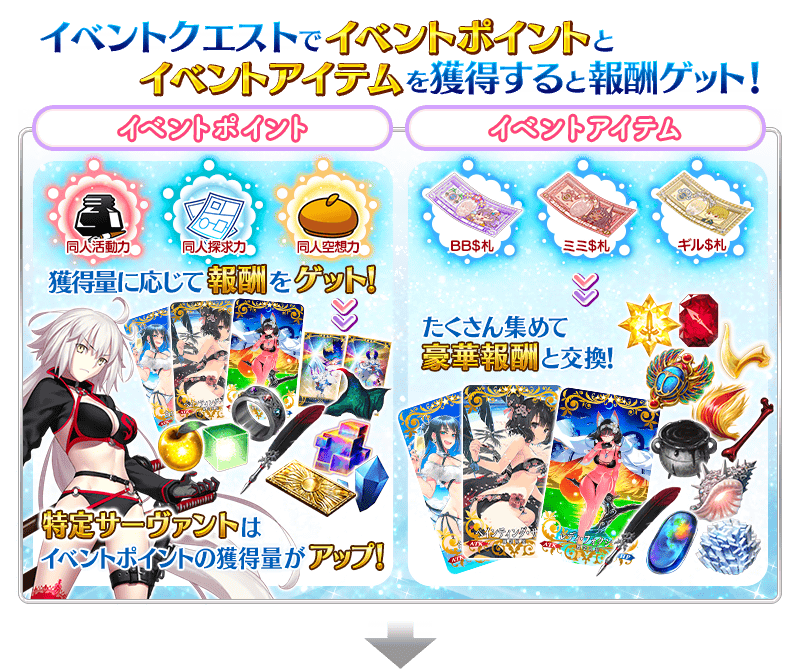 イベントクエストでイベントポイントと
イベントアイテムを獲得すると報酬ゲット!
イベントポイント
イベントアイテム
同人活動力
同人探求力
同人空想力
BB$札
ミミ$札
ギル$札
獲得量に応じて報酬をゲット!
たくさん集めて
豪華報酬と交換!
特定サーヴァントは
イベントポイントの獲得量がアップ!